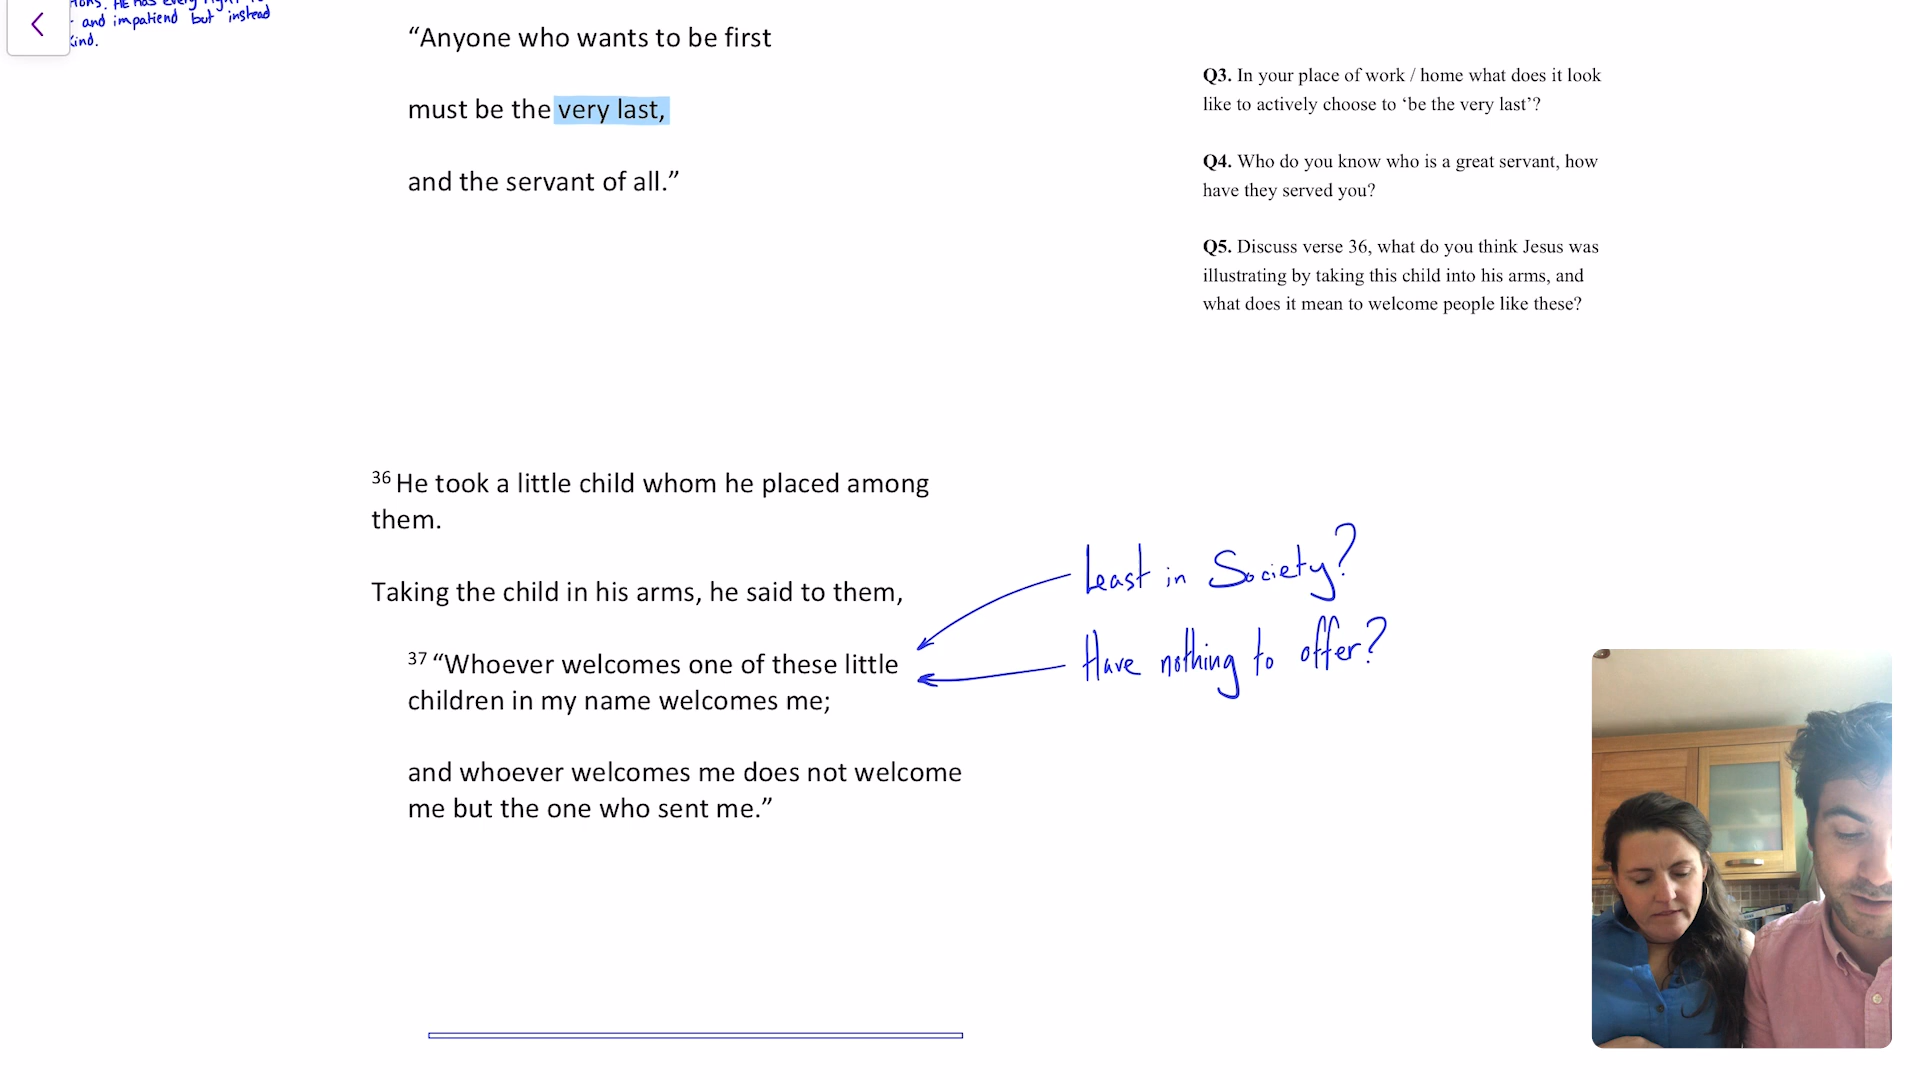 and impatiend but instead
kind.
“Anyone who wants to be first
must be the very last,
and the servant of all.”
Q3. In your place of work / home what does it look
like to actively choose to ‘be the very last’?
Q4. Who do you know who is a great servant, how
have they served you?
Q5. Discuss verse 36, what do you think Jesus was
illustrating by taking this child into his arms, and
what does it mean to welcome people like these?
36 He took a little child whom he placed among
them.
Taking the child in his arms, he said to them,
37 “Whoever welcomes one of these little
children in my name welcomes me;
and whoever welcomes me does not welcome
me but the one who sent me.”
Least in Society?
Have nothing to offer?